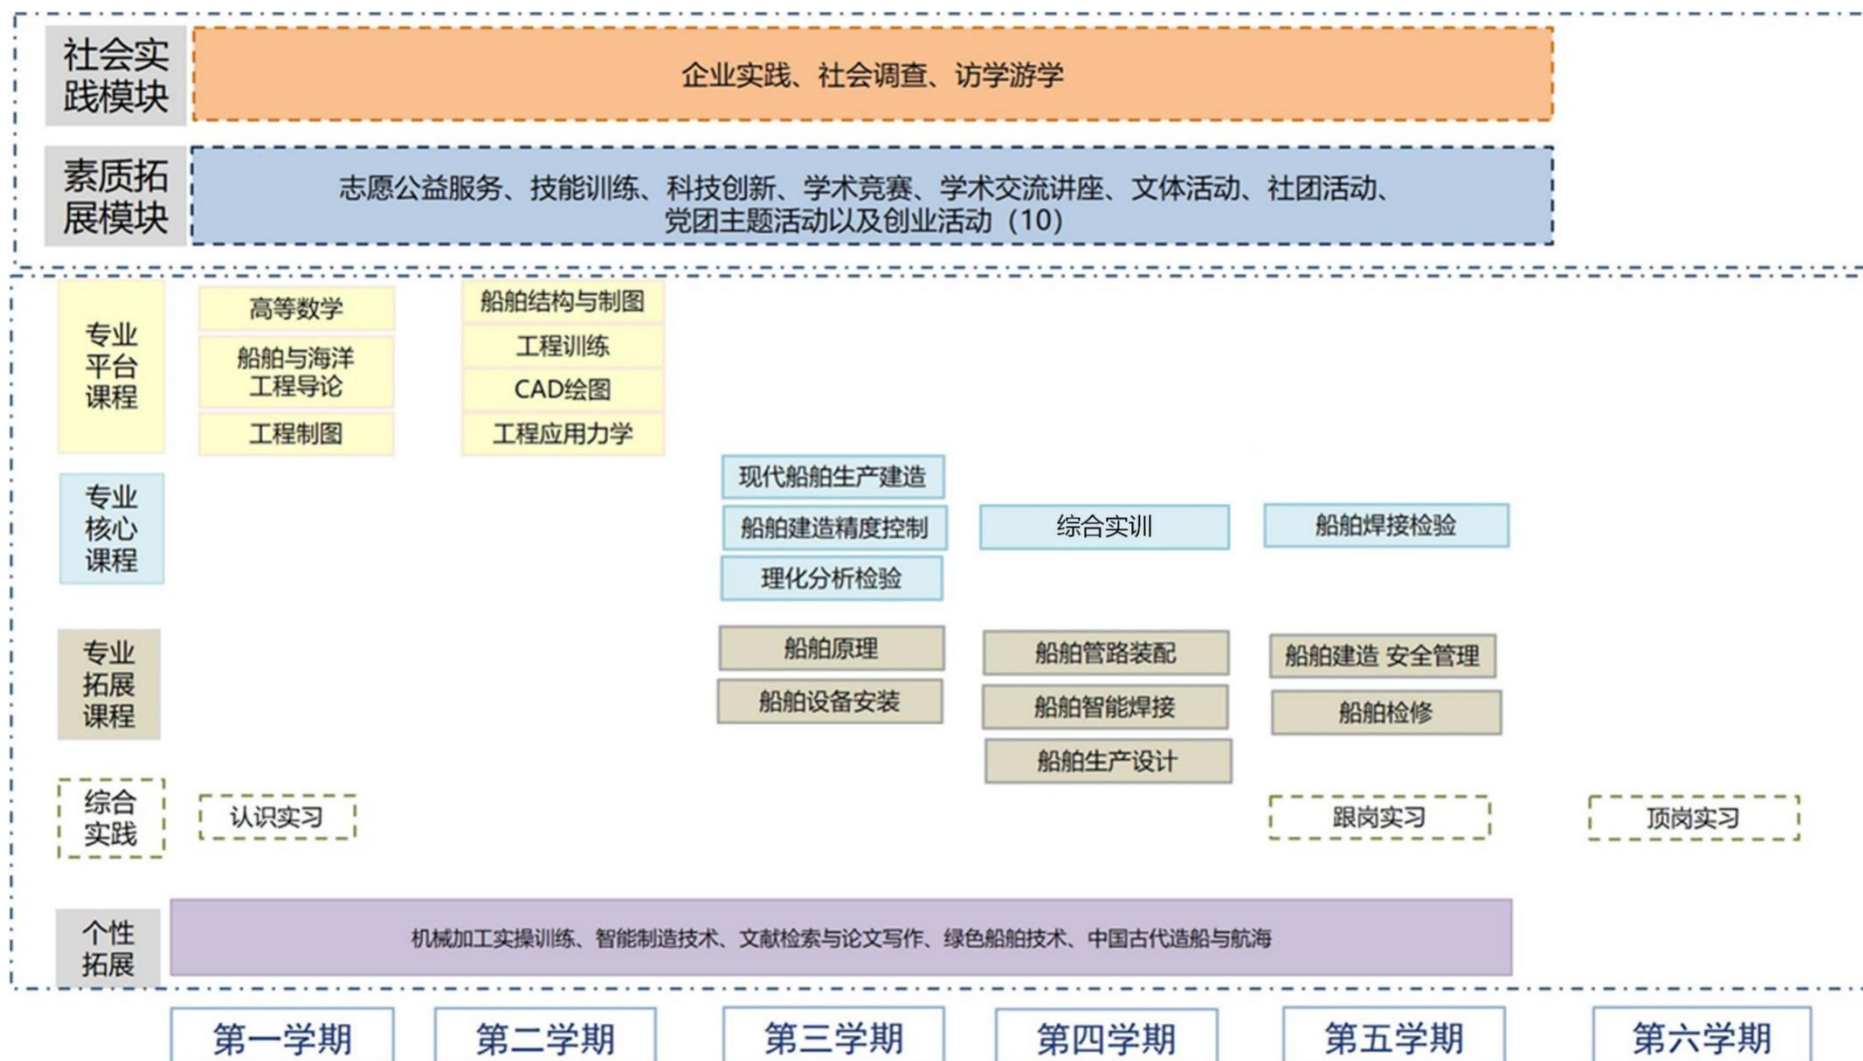 社会实
践模块
企业实践、社会调查、访学游学
素质拓
展模块
志愿公益服务、技能训练、科技创新、学术竞赛、学术交流讲座、文体活动、社团活动、
党团主题活动以及创业活动（10）
专业
平台
课程
高等数学
船舶与海洋
工程导论
工程制图
船舶结构与制图
工程训练
CAD绘图
工程应用力学
专业
核心
课程
现代船舶生产建造
船舶建造精度控制
理化分析检验
综合实训
船舶焊接检验
专业
拓展
课程
船舶原理
船舶设备安装
船舶管路装配
船舶智能焊接
船舶生产设计
船舶建造 安全管理
船舶检修
综合
实践
认识实习
跟岗实习
顶岗实习
个性
拓展
机械加工实操训练、智能制造技术、文献检索与论文写作、绿色船舶技术、中国古代造船与航海
第一学期
第二学期
第三学期
第四学期
第五学期
第六学期